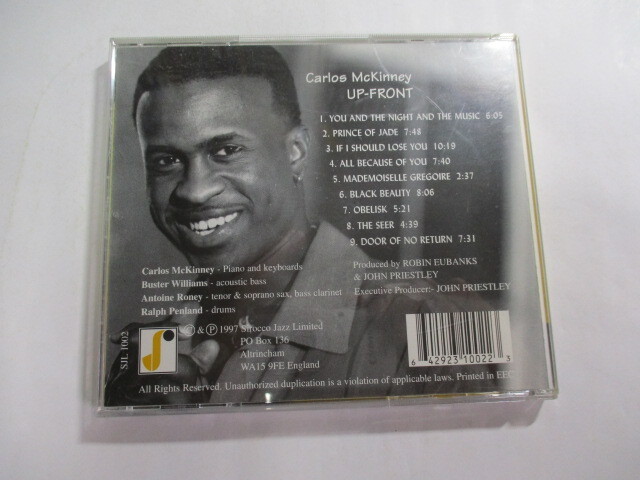 Carlos McKinney
UP-FRONT
1. YOU AND THE NIGHT AND THE MUSIC 8:05
2. PRINCE OF JADE 7:48
3. IF I SHOULD LOSE YOU 10:19
4. ALL BECAUSE OF YOU 7:40
5. MADEMOISELLE GREGOIRE 2:37
6. BLACK BEAUTY 8:06
7. OBELISK 5:21
8. THE SEER 4:39
9. DOOR OF NO RETURN 7:31
Carlos McKinney - Piano and keyboards
Buster Williams - acoustic bass
Antoine Roney - tenor & soprano sax, bass clarinet
Ralph Penland - drums
Produced by ROBIN EUBANKS
& JOHN PRIESTLEY
Executive Producer:- JOHN PRIESTLEY
SJL 1002
© & ℗ 1997 Sirocco Jazz Limited
PO Box 136
Altrincham
WA15 9FE England
6 42923 10022 3
All Rights Reserved. Unauthorized duplication is a violation of applicable laws. Printed in EEC